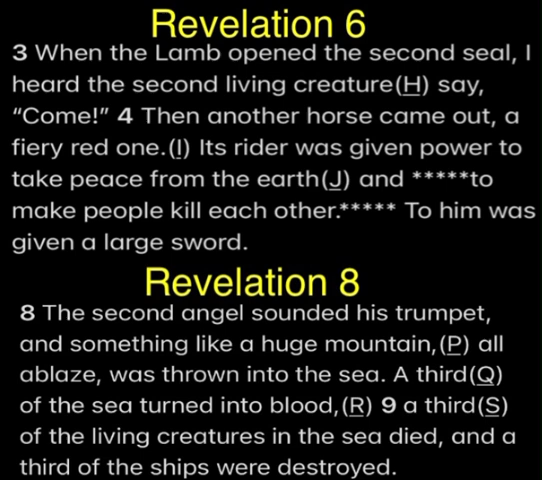 Revelation 6
3 When the Lamb opened the second seal, I
heard the second living creature(H) say,
“Come!” 4 Then another horse came out, a
fiery red one.(I) Its rider was given power to
take peace from the earth(J) and *****to
make people kill each other.***** To him was
given a large sword.
Revelation 8
8 The second angel sounded his trumpet,
and something like a huge mountain,(P) all
ablaze, was thrown into the sea. A third(Q)
of the sea turned into blood,(R) 9 a third(S)
of the living creatures in the sea died, and a
third of the ships were destroyed.